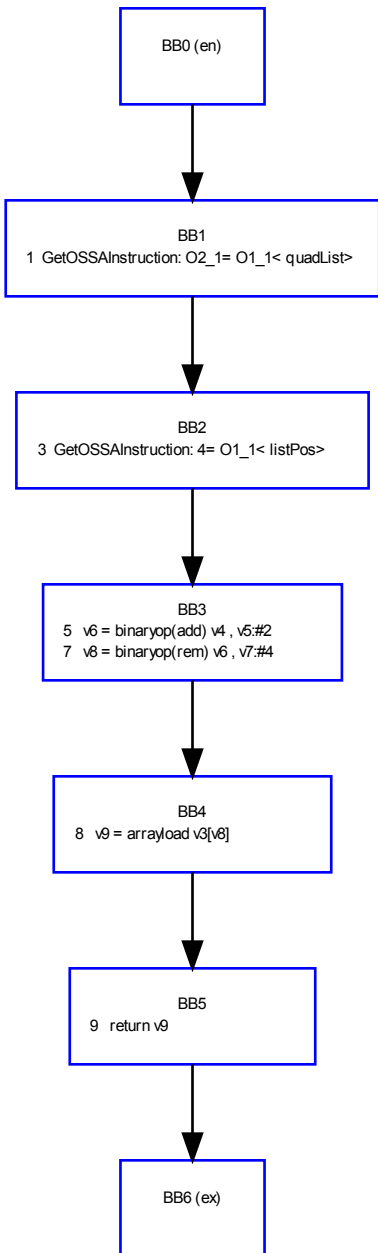 BB0 (en)
BB1
1 GetOSSAInstruction: O2_1= O1_1< quadList>
BB2
3 GetOSSAInstruction: 4= O1_1< listPos>
BB3
5 v6 = binaryop(add) v4 , v5:#2
7 v8 = binaryop(rem) v6 , v7:#4
BB4
8 v9 = arrayload v3[v8]
BB5
9 return v9
BB6 (ex)